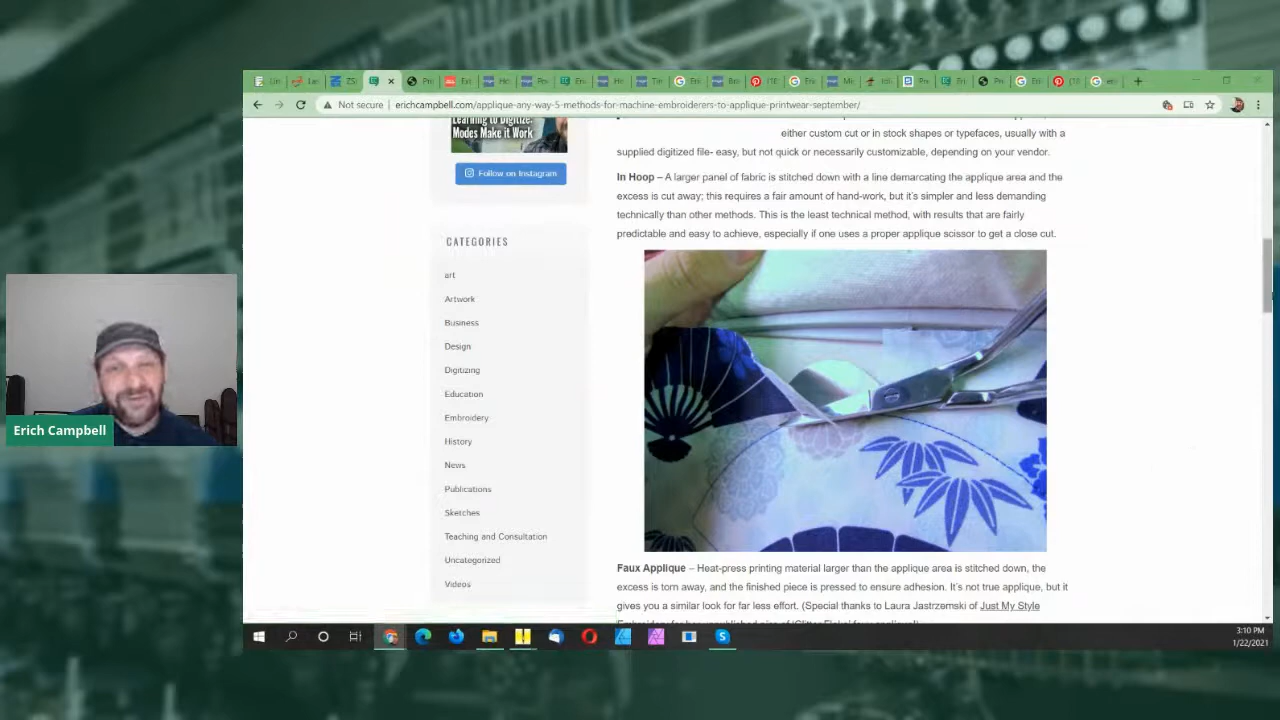 Not secure
erichcampbell.com/applique-any-way-5-methods-for-machine-embroiderers-to-applique-printwear-september/
Learning to Digitize:
Modes Make it Work
Follow on Instagram
CATEGORIES
art
Artwork
Business
Design
Digitizing
Education
Embroidery
History
News
Publications
Sketches
Teaching and Consultation
Uncategorized
Videos
either custom cut or in stock shapes or typefaces, usually with a
supplied digitized file- easy, but not quick or necessarily customizable, depending on your vendor.
In Hoop – A larger panel of fabric is stitched down with a line demarcating the applique area and the
excess is cut away; this requires a fair amount of hand-work, but it's simpler and less demanding
technically than other methods. This is the least technical method, with results that are fairly
predictable and easy to achieve, especially if one uses a proper applique scissor to get a close cut.
Faux Applique – Heat-press printing material larger than the applique area is stitched down, the
excess is torn away, and the finished piece is pressed to ensure adhesion. It's not true applique, but it
gives you a similar look for far less effort. (Special thanks to Laura Jastrzemski of Just My Style
Erich Campbell
3:10 PM
1/22/2021